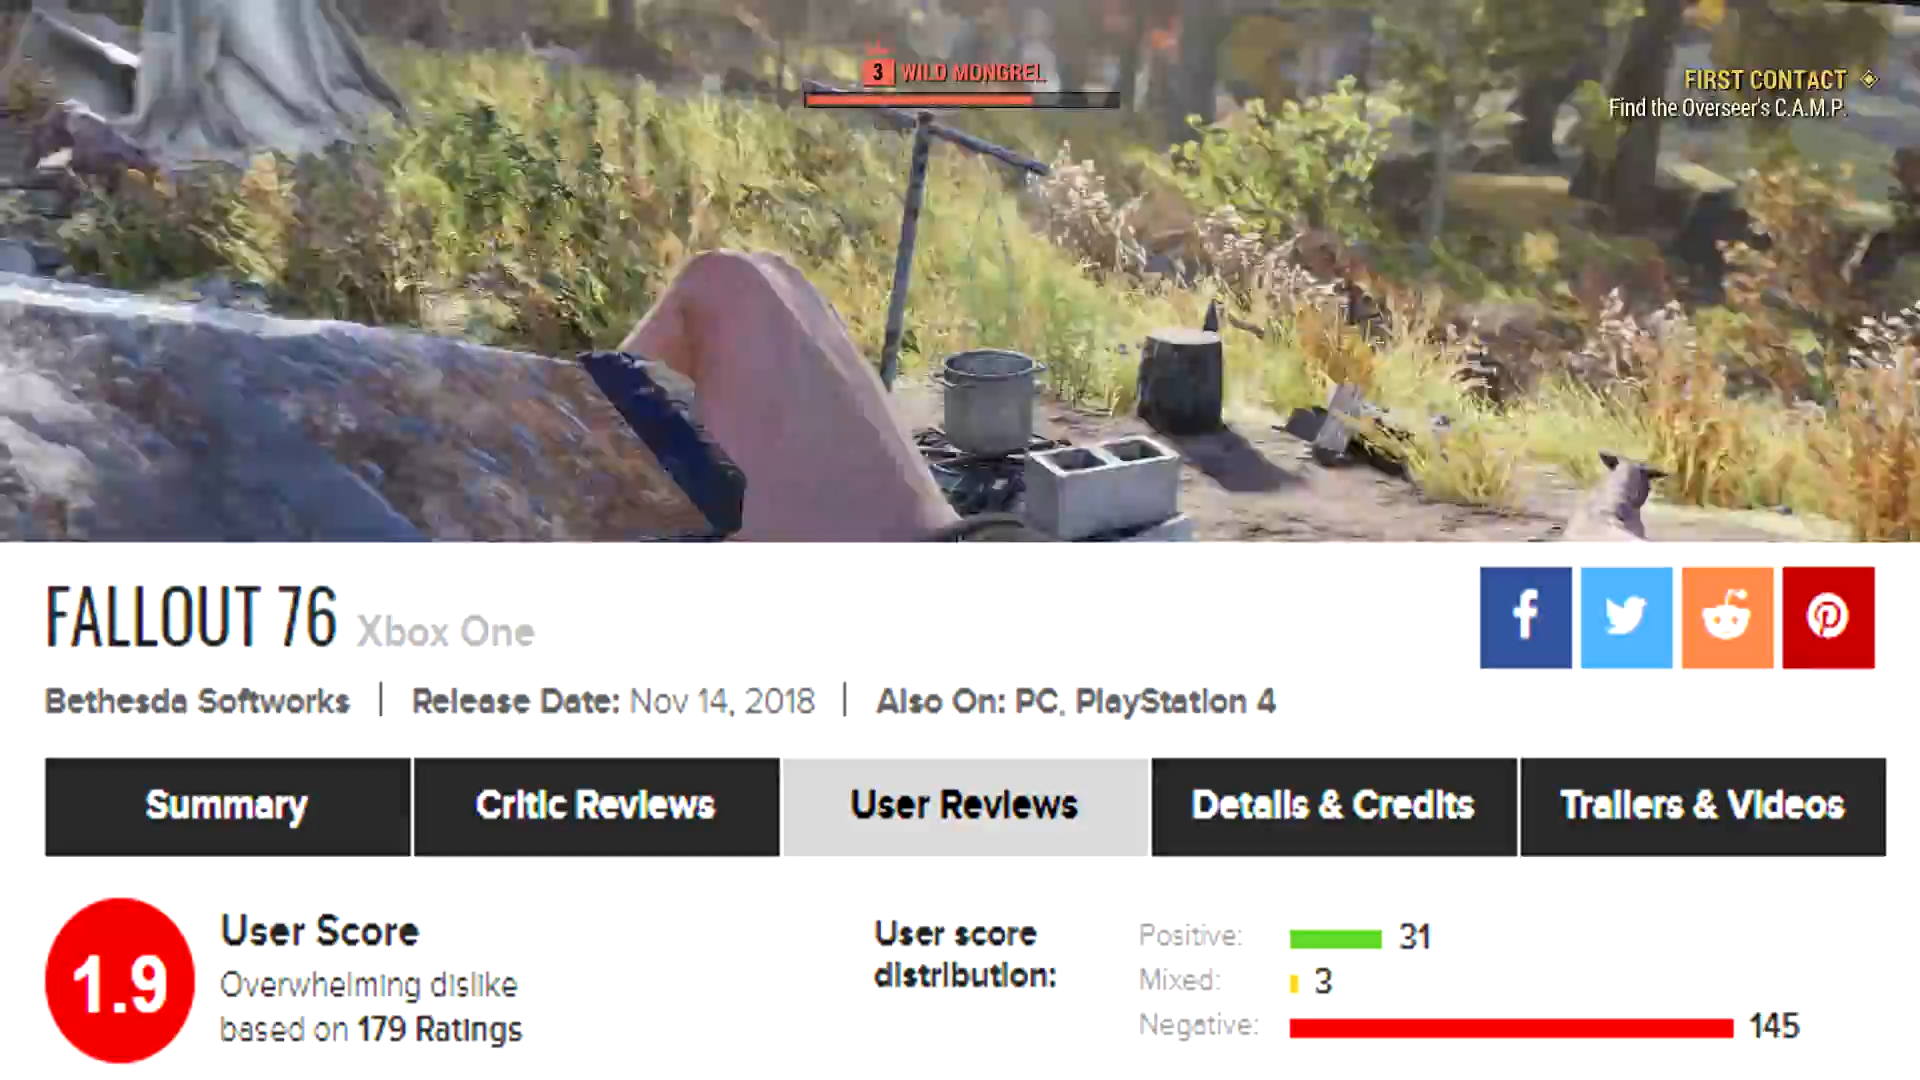 3 WILD MONGREL
FIRST CONTACT
Find the Overseer's C.A.M.P.
FALLOUT 76 Xbox One
Bethesda Softworks | Release Date: Nov 14, 2018 | Also On: PC, PlayStation 4
Summary
Critic Reviews
User Reviews
Details & Credits
Trailers & Videos
1.9
User Score
Overwhelming dislike
based on 179 Ratings
User score
distribution:
Positive: 31
Mixed: 3
Negative: 145